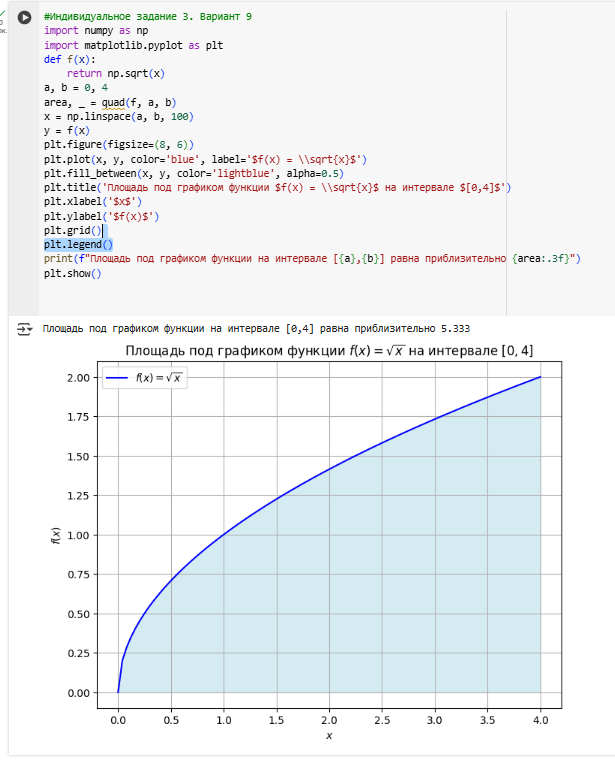 #Индивидуальное задание 3. Вариант 9
import numpy as np
import matplotlib.pyplot as plt
def f(x):
    return np.sqrt(x)
a, b = 0, 4
area, _ = quad(f, a, b)
x = np.linspace(a, b, 100)
y = f(x)
plt.figure(figsize=(8, 6))
plt.plot(x, y, color='blue', label='$f(x) = \\sqrt{x}$')
plt.fill_between(x, y, color='lightblue', alpha=0.5)
plt.title('Площадь под графиком функции $f(x) = \\sqrt{x}$ на интервале $[0,4]$')
plt.xlabel('$x$')
plt.ylabel('$f(x)$')
plt.grid()
plt.legend()
print(f"Площадь под графиком функции на интервале [{a},{b}] равна приблизительно {area:.3f}")
plt.show()
Площадь под графиком функции на интервале [0,4] равна приблизительно 5.333
Площадь под графиком функции f(x) = √x на интервале [0, 4]
f(x) = √x
2.00
1.75
1.50
1.25
1.00
0.75
0.50
0.25
0.00
f(x)
0.0 0.5 1.0 1.5 2.0 2.5 3.0 3.5 4.0
x